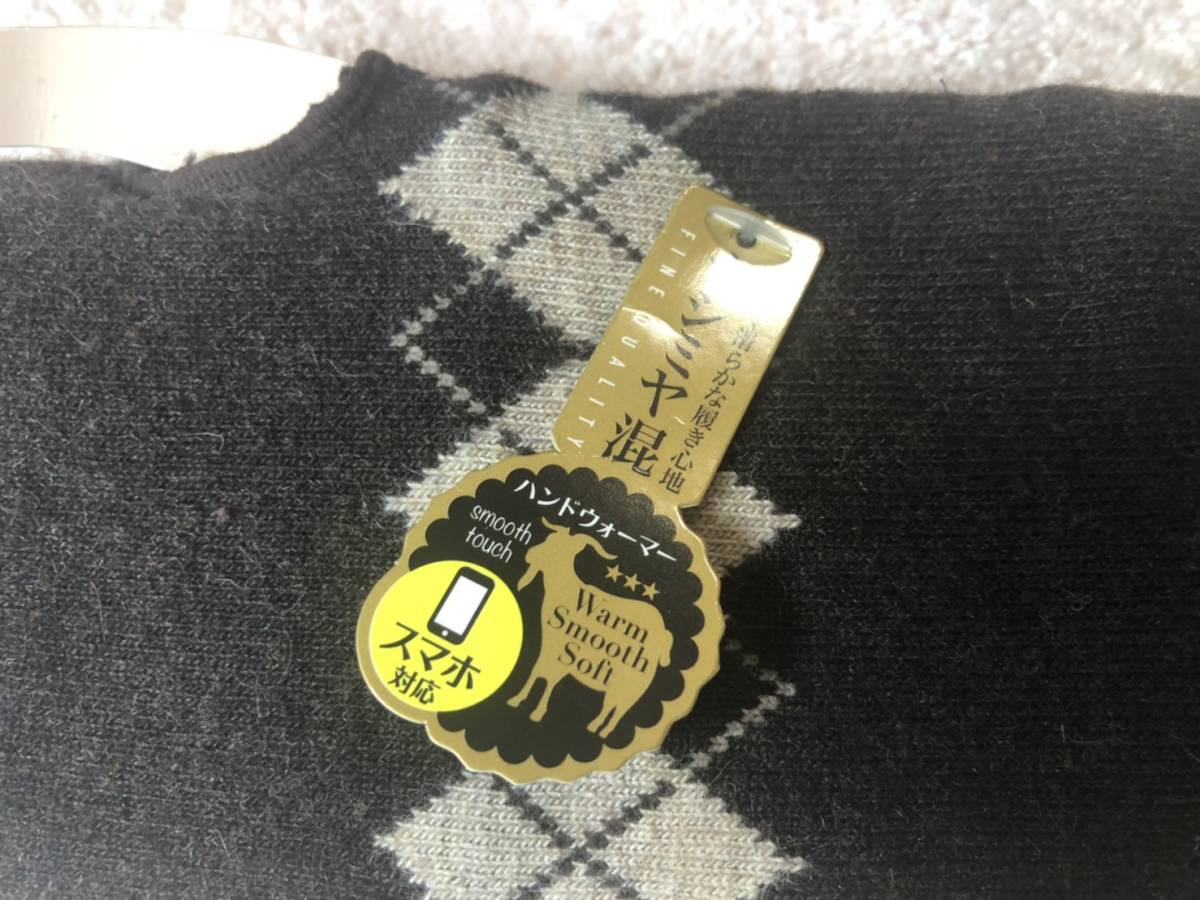 FINE QUALITY
シミヤ混
滑らかな履き心地
ハンドウォーマー
smooth
touch
Warm
Smooth
Soft
スマホ
対応